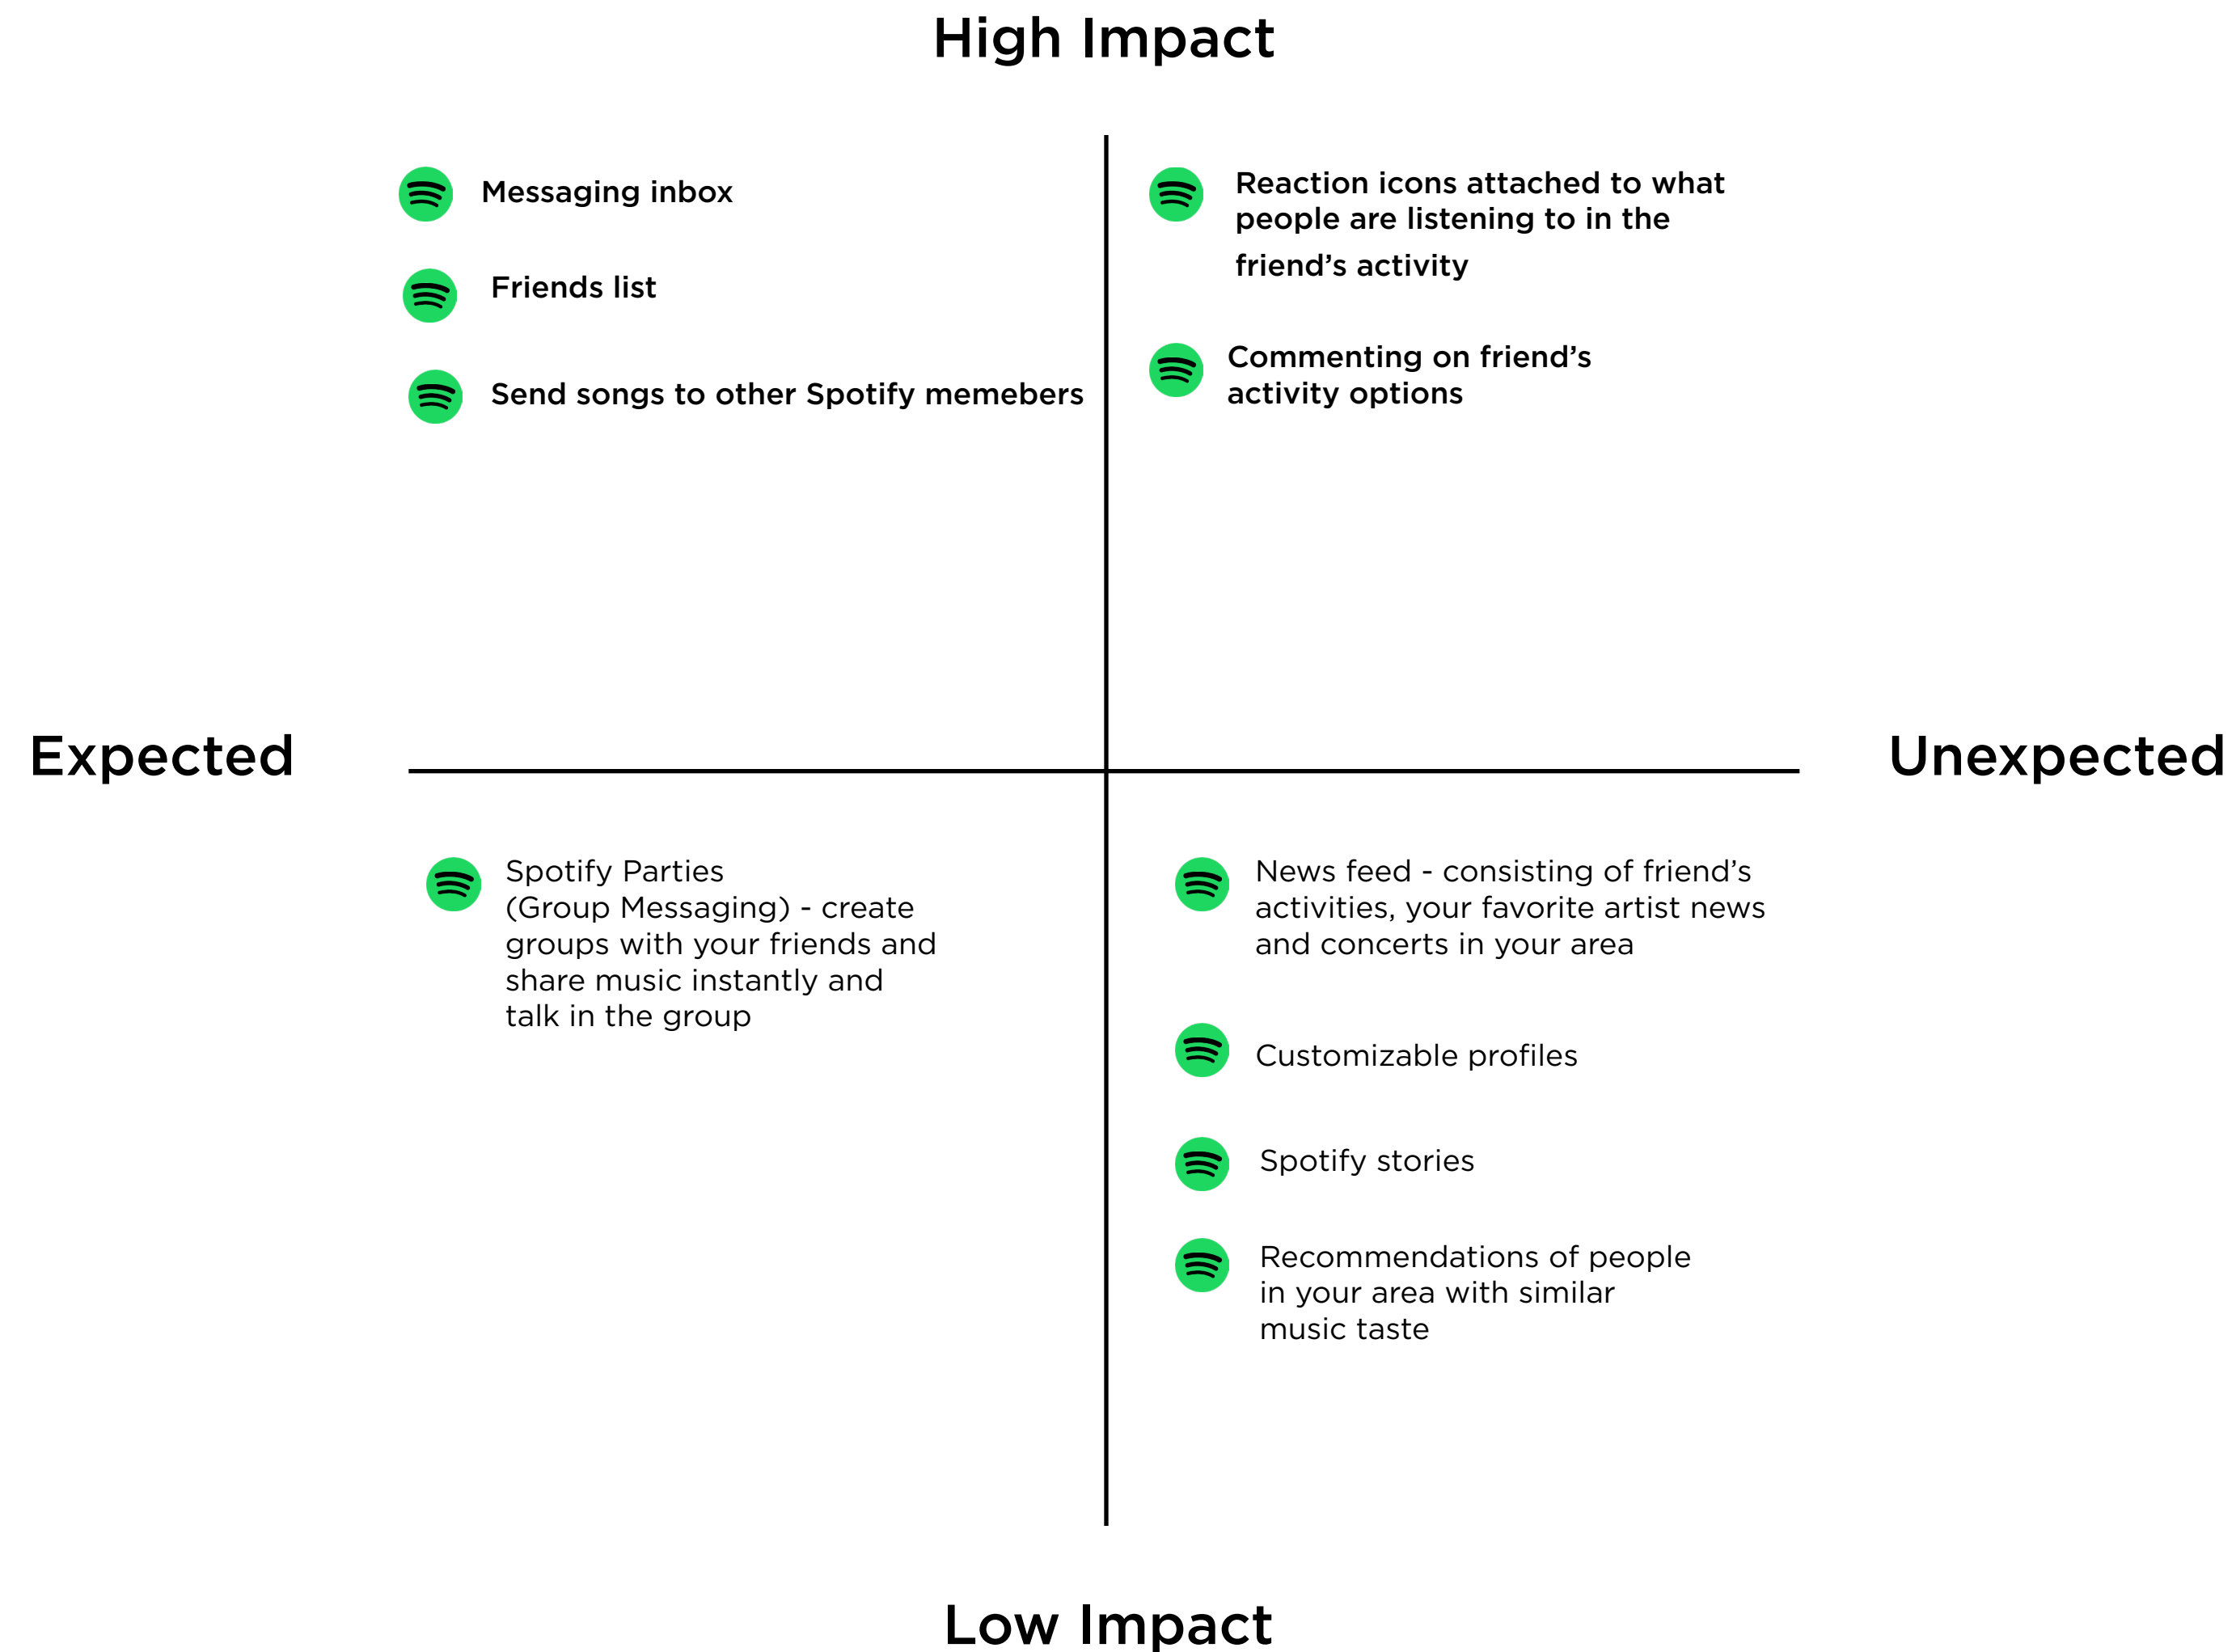 High Impact
Messaging inbox
Friends list
Send songs to other Spotify memebers
Reaction icons attached to what
people are listening to in the
friend’s activity
Commenting on friend’s
activity options
Expected
Unexpected
Spotify Parties
(Group Messaging) - create
groups with your friends and
share music instantly and
talk in the group
News feed - consisting of friend’s
activities, your favorite artist news
and concerts in your area
Customizable profiles
Spotify stories
Recommendations of people
in your area with similar
music taste
Low Impact